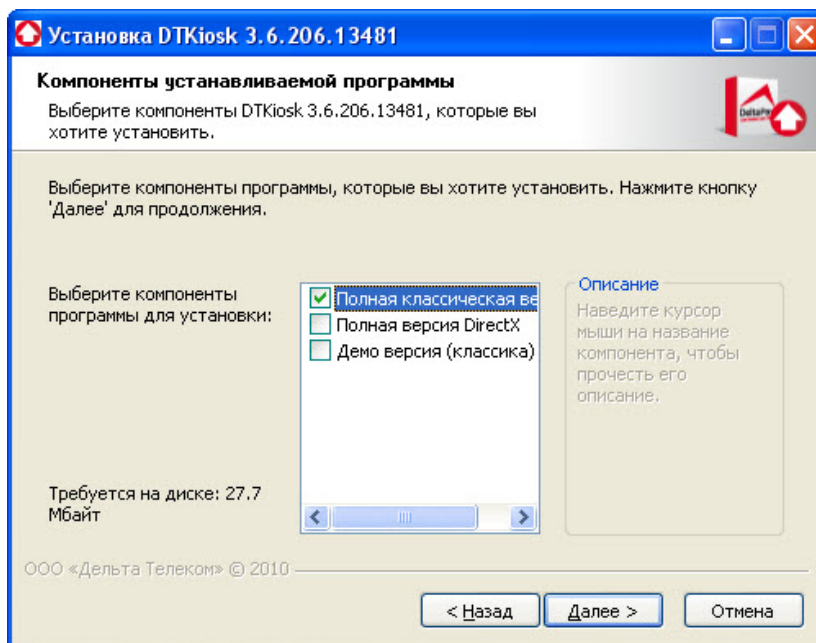 Установка DTKiosk 3.6.206.13481
Компоненты устанавливаемой программы
Выберите компоненты DTKiosk 3.6.206.13481, которые вы
хотите установить.
DeltaPay
Выберите компоненты программы, которые вы хотите установить. Нажмите кнопку
'Далее' для продолжения.
Выберите компоненты
программы для установки:
Полная классическая ве
Полная версия DirectX
Демо версия (классика)
Описание
Наведите курсор
мыши на название
компонента, чтобы
прочесть его
описание.
Требуется на диске: 27.7
Мбайт
ООО «Дельта Телеком» © 2010
< Назад
Далее >
Отмена